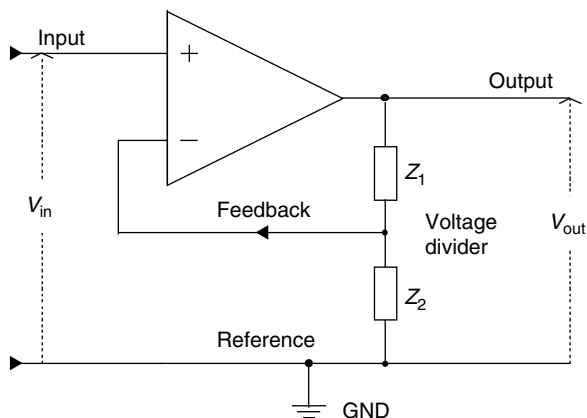 Input
+
Output
−
Z1
Feedback
Voltage
divider
Vin
Vout
Z2
Reference
GND